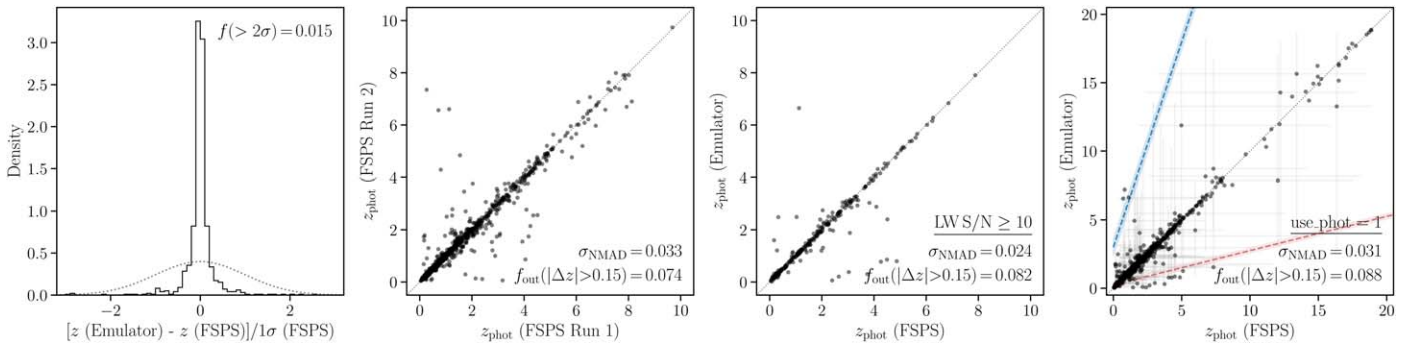 f(> 2σ) = 0.015
Density
3.0
2.5
2.0
1.5
1.0
0.5
0.0
−2 0 2
[z (Emulator) - z (FSPS)]/1σ (FSPS)
z_phot (FSPS Run 2)
10
8
6
4
2
0
σ_NMAD = 0.033
f_out(|Δz|>0.15) = 0.074
0 2 4 6 8 10
z_phot (FSPS Run 1)
z_phot (Emulator)
10
8
6
4
2
0
LW S/N ≥ 10
σ_NMAD = 0.024
f_out(|Δz|>0.15) = 0.082
0 2 4 6 8 10
z_phot (FSPS)
z_phot (Emulator)
20
15
10
5
0
use_phot = 1
σ_NMAD = 0.031
f_out(|Δz|>0.15) = 0.088
0 5 10 15 20
z_phot (FSPS)